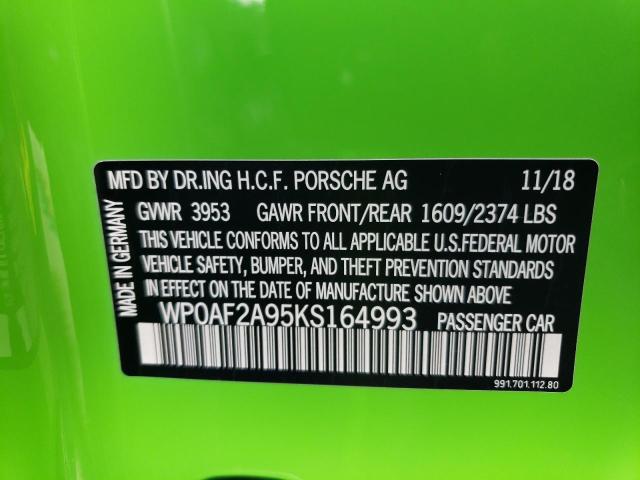 MFD BY DR.ING H.C.F. PORSCHE AG 11/18
GVWR 3953 GAWR FRONT/REAR 1609/2374 LBS
THIS VEHICLE CONFORMS TO ALL APPLICABLE U.S.FEDERAL MOTOR
VEHICLE SAFETY, BUMPER, AND THEFT PREVENTION STANDARDS
IN EFFECT ON THE DATE OF MANUFACTURE SHOWN ABOVE
MADE IN GERMANY
WP0AF2A95KS164993 PASSENGER CAR
991.701.112.80